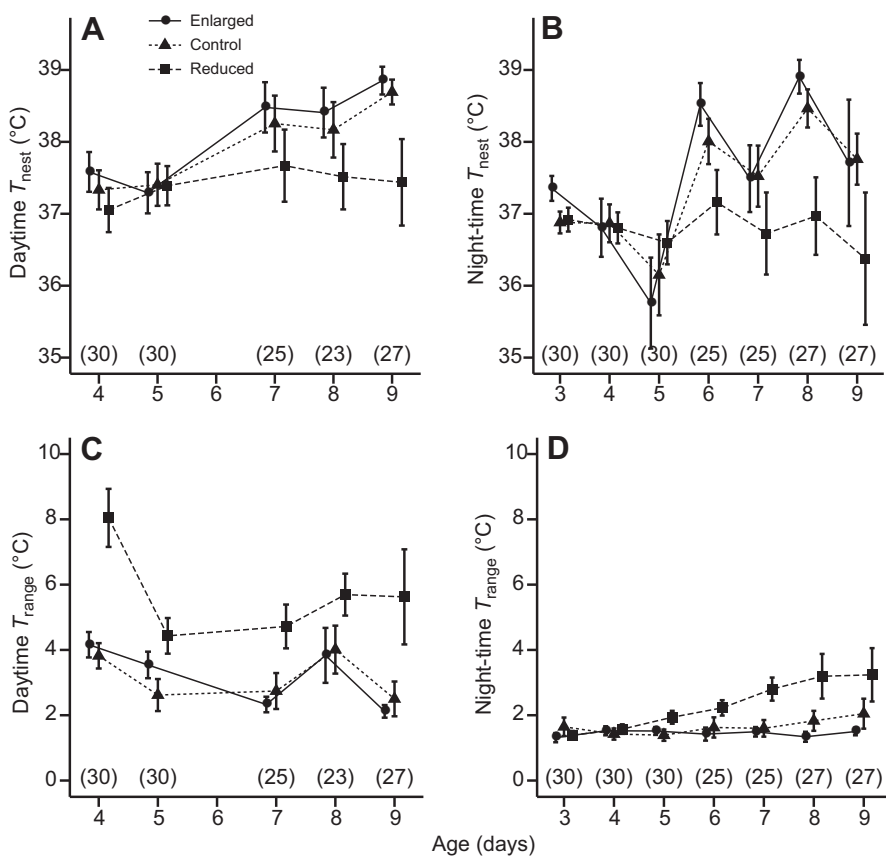 A
Enlarged
Control
Reduced
Daytime Tnest (°C)
39
38
37
36
35
(30) (30) (25) (23) (27)
4 5 6 7 8 9
B
Night-time Tnest (°C)
39
38
37
36
35
(30) (30) (30) (25) (25) (27) (27)
3 4 5 6 7 8 9
C
Daytime Trange (°C)
10
8
6
4
2
0
(30) (30) (25) (23) (27)
4 5 6 7 8 9
D
Night-time Trange (°C)
10
8
6
4
2
0
(30) (30) (30) (25) (25) (27) (27)
3 4 5 6 7 8 9
Age (days)